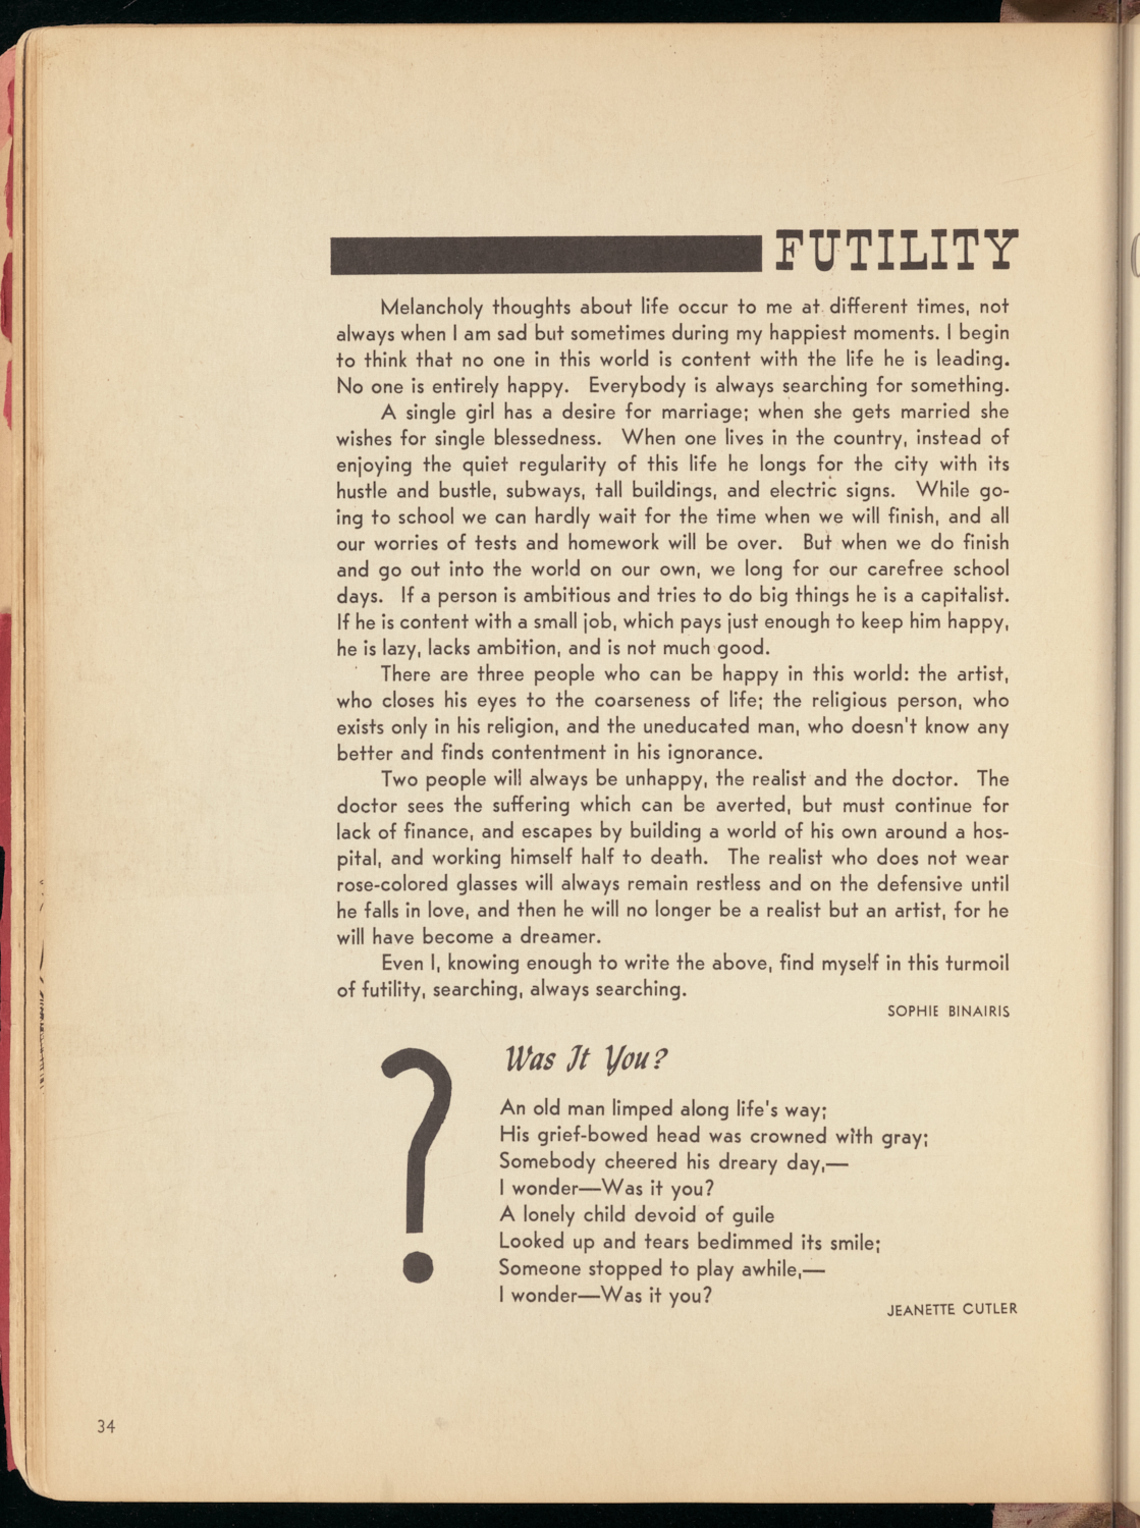 FUTILITY
Melancholy thoughts about life occur to me at different times, not
always when I am sad but sometimes during my happiest moments. I begin
to think that no one in this world is content with the life he is leading.
No one is entirely happy. Everybody is always searching for something.
A single girl has a desire for marriage; when she gets married she
wishes for single blessedness. When one lives in the country, instead of
enjoying the quiet regularity of this life he longs for the city with its
hustle and bustle, subways, tall buildings, and electric signs. While go-
ing to school we can hardly wait for the time when we will finish, and all
our worries of tests and homework will be over. But when we do finish
and go out into the world on our own, we long for our carefree school
days. If a person is ambitious and tries to do big things he is a capitalist.
If he is content with a small job, which pays just enough to keep him happy,
he is lazy, lacks ambition, and is not much good.
There are three people who can be happy in this world: the artist,
who closes his eyes to the coarseness of life; the religious person, who
exists only in his religion, and the uneducated man, who doesn't know any
better and finds contentment in his ignorance.
Two people will always be unhappy, the realist and the doctor. The
doctor sees the suffering which can be averted, but must continue for
lack of finance, and escapes by building a world of his own around a hos-
pital, and working himself half to death. The realist who does not wear
rose-colored glasses will always remain restless and on the defensive until
he falls in love, and then he will no longer be a realist but an artist, for he
will have become a dreamer.
Even I, knowing enough to write the above, find myself in this turmoil
of futility, searching, always searching.
SOPHIE BINAIRIS
?
Was It You?
An old man limped along life's way;
His grief-bowed head was crowned with gray;
Somebody cheered his dreary day,—
I wonder—Was it you?
A lonely child devoid of guile
Looked up and tears bedimmed its smile;
Someone stopped to play awhile,—
I wonder—Was it you?
JEANETTE CUTLER
34